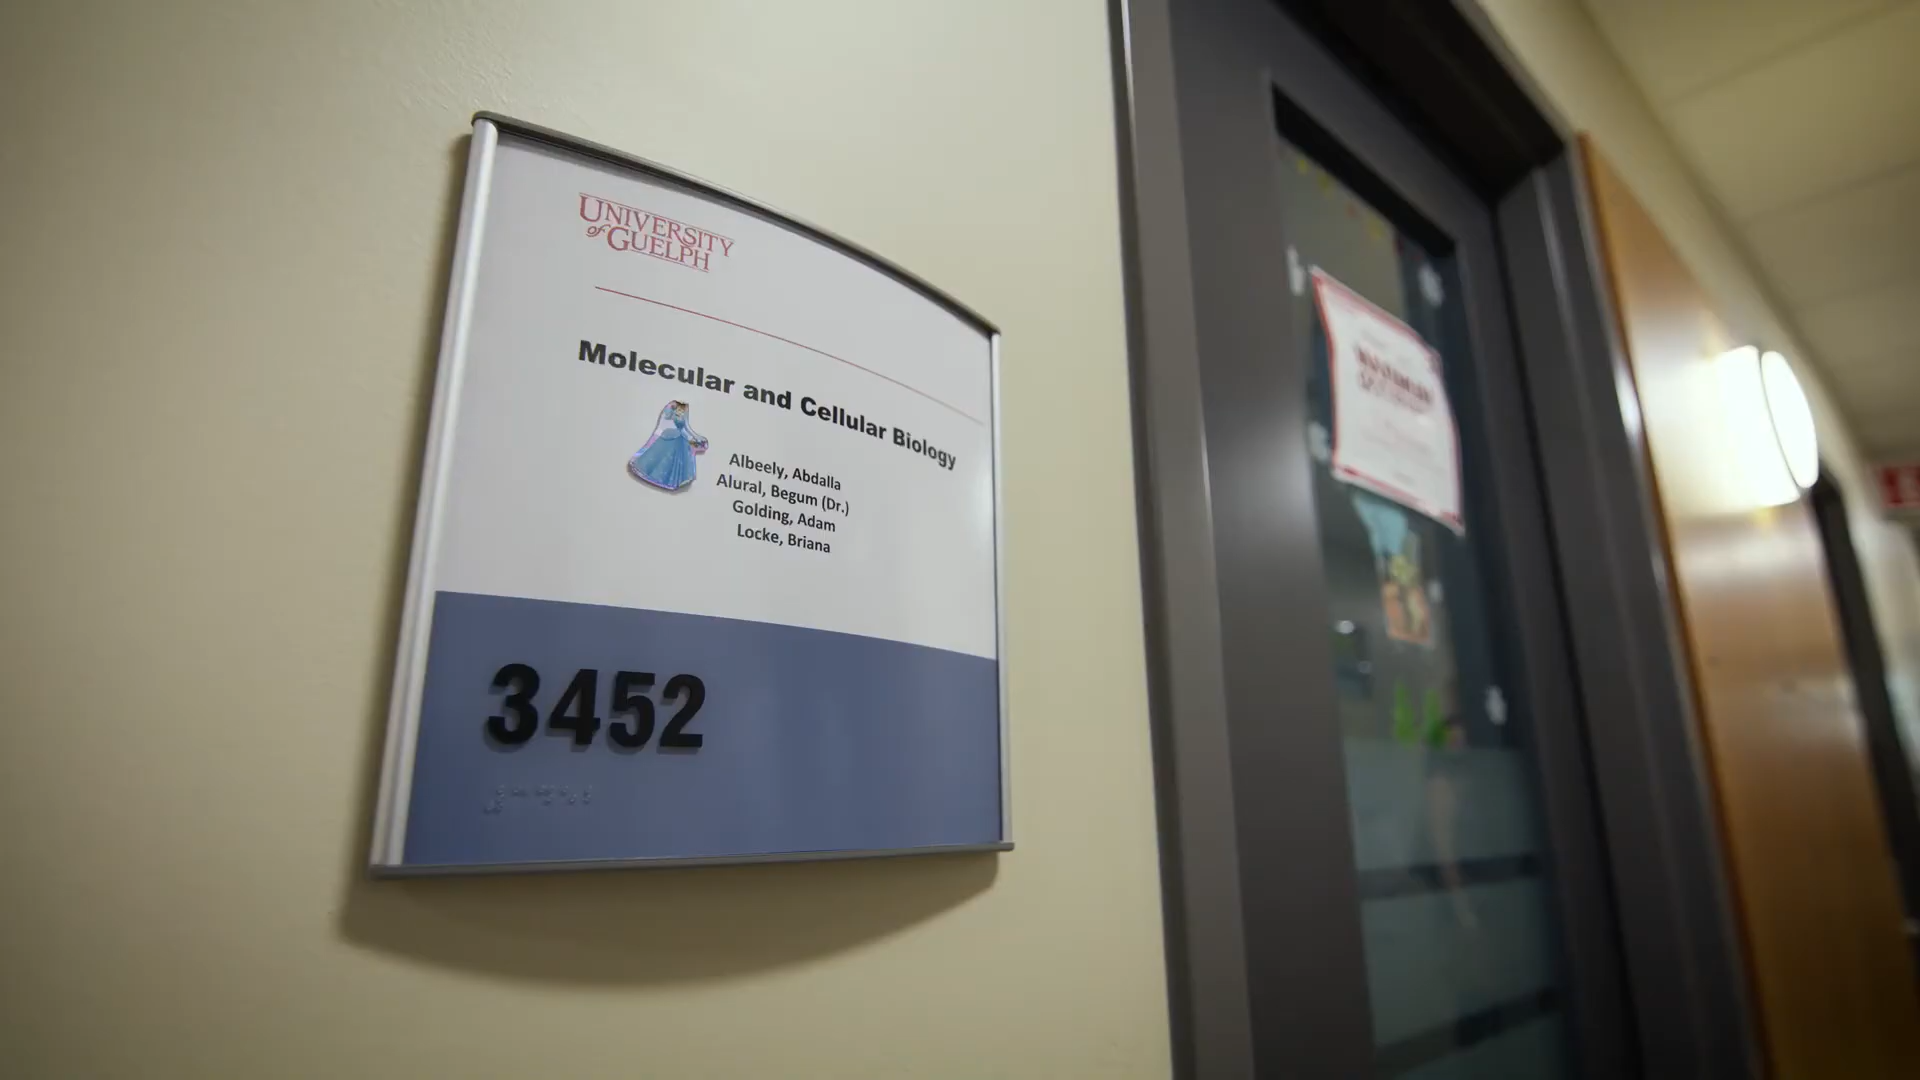 UNIVERSITY
of GUELPH
Molecular and Cellular Biology
Albeely, Abdalla
Alural, Begum (Dr.)
Golding, Adam
Locke, Briana
3452